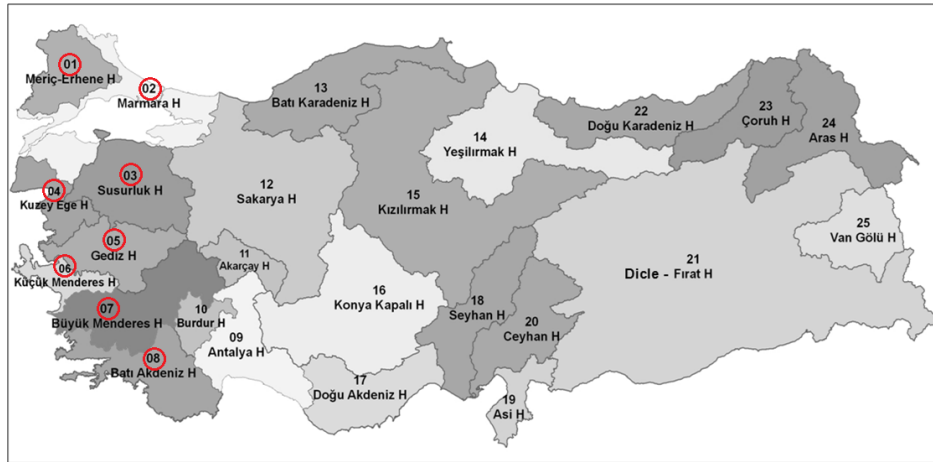 01
Meriç-Erhene H
02
Marmara H
03
Susurluk H
04
Kuzey Ege H
05
Gediz H
06
Küçük Menderes H
07
Büyük Menderes H
08
Batı Akdeniz H
09
Antalya H
10
Burdur H
11
Akarçay H
12
Sakarya H
13
Batı Karadeniz H
14
Yeşilırmak H
15
Kızılırmak H
16
Konya Kapalı H
17
Doğu Akdeniz H
18
Seyhan H
19
Asi H
20
Ceyhan H
21
Dicle - Fırat H
22
Doğu Karadeniz H
23
Çoruh H
24
Aras H
25
Van Gölü H